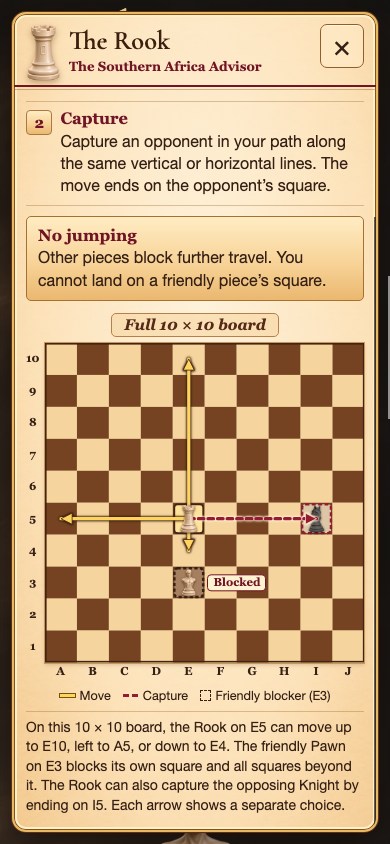 The Rook
The Southern Africa Advisor
×
2
Capture
Capture an opponent in your path along
the same vertical or horizontal lines. The
move ends on the opponent's square.
No jumping
Other pieces block further travel. You
cannot land on a friendly piece's square.
Full 10 × 10 board
10
9
8
7
6
5
4
3
Blocked
2
1
A B C D E F G H I J
Move Capture Friendly blocker (E3)
On this 10 × 10 board, the Rook on E5 can move up
to E10, left to A5, or down to E4. The friendly Pawn
on E3 blocks its own square and all squares beyond
it. The Rook can also capture the opposing Knight by
ending on I5. Each arrow shows a separate choice.